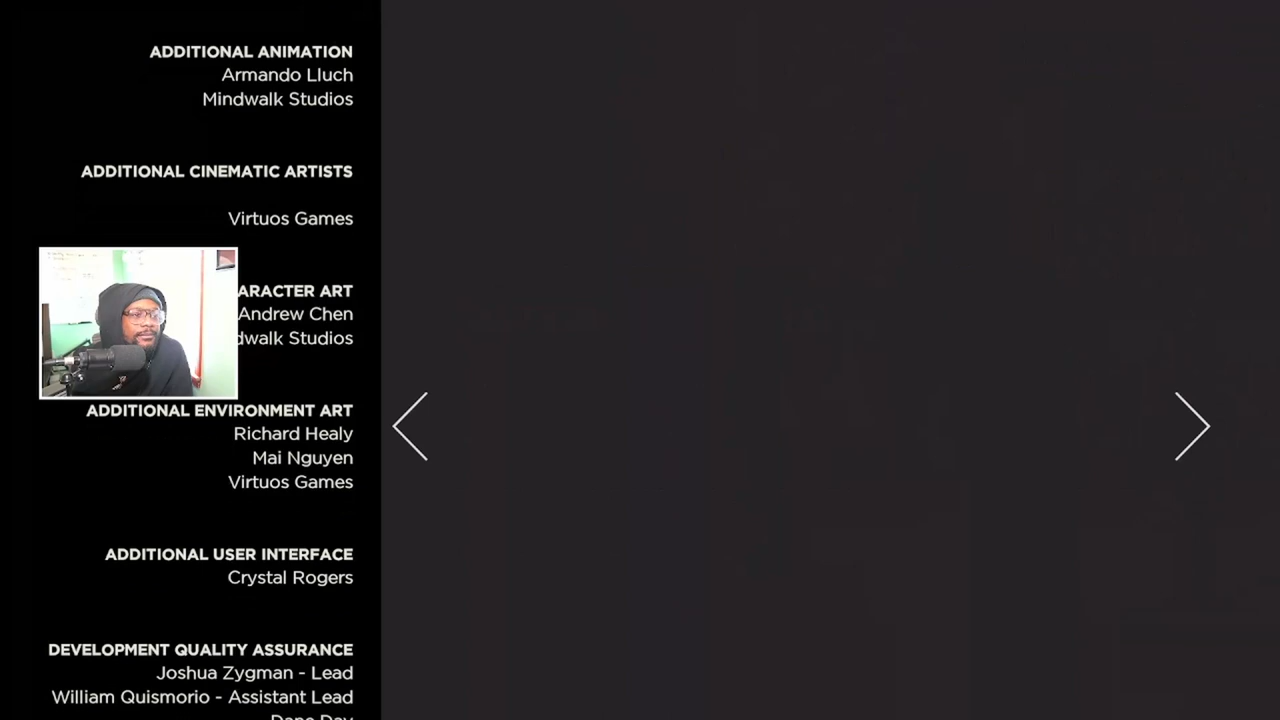 ADDITIONAL ANIMATION
Armando Lluch
Mindwalk Studios
ADDITIONAL CINEMATIC ARTISTS
Virtuos Games
ARACTER ART
Andrew Chen
dwalk Studios
ADDITIONAL ENVIRONMENT ART
Richard Healy
Mai Nguyen
Virtuos Games
ADDITIONAL USER INTERFACE
Crystal Rogers
DEVELOPMENT QUALITY ASSURANCE
Joshua Zygman - Lead
William Quismorio - Assistant Lead